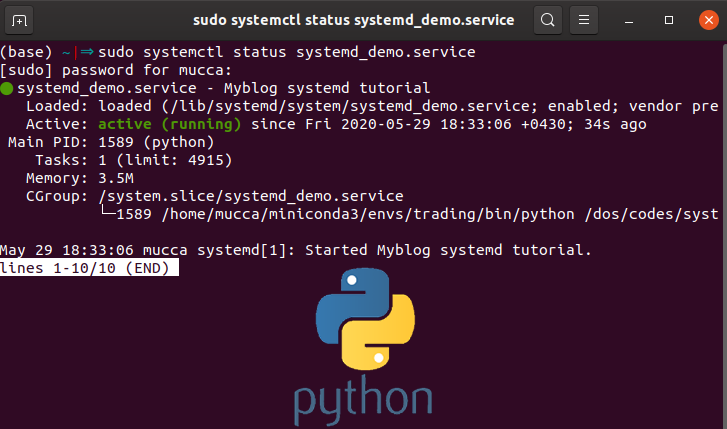 sudo systemctl status systemd_demo.service
(base) ~|⇒ sudo systemctl status systemd_demo.service
[sudo] password for mucca:
● systemd_demo.service - Myblog systemd tutorial
Loaded: loaded (/lib/systemd/system/systemd_demo.service; enabled; vendor pre
Active: active (running) since Fri 2020-05-29 18:33:06 +0430; 34s ago
Main PID: 1589 (python)
Tasks: 1 (limit: 4915)
Memory: 3.5M
CGroup: /system.slice/systemd_demo.service
└─1589 /home/mucca/miniconda3/envs/trading/bin/python /dos/codes/syst
May 29 18:33:06 mucca systemd[1]: Started Myblog systemd tutorial.
lines 1-10/10 (END)
python